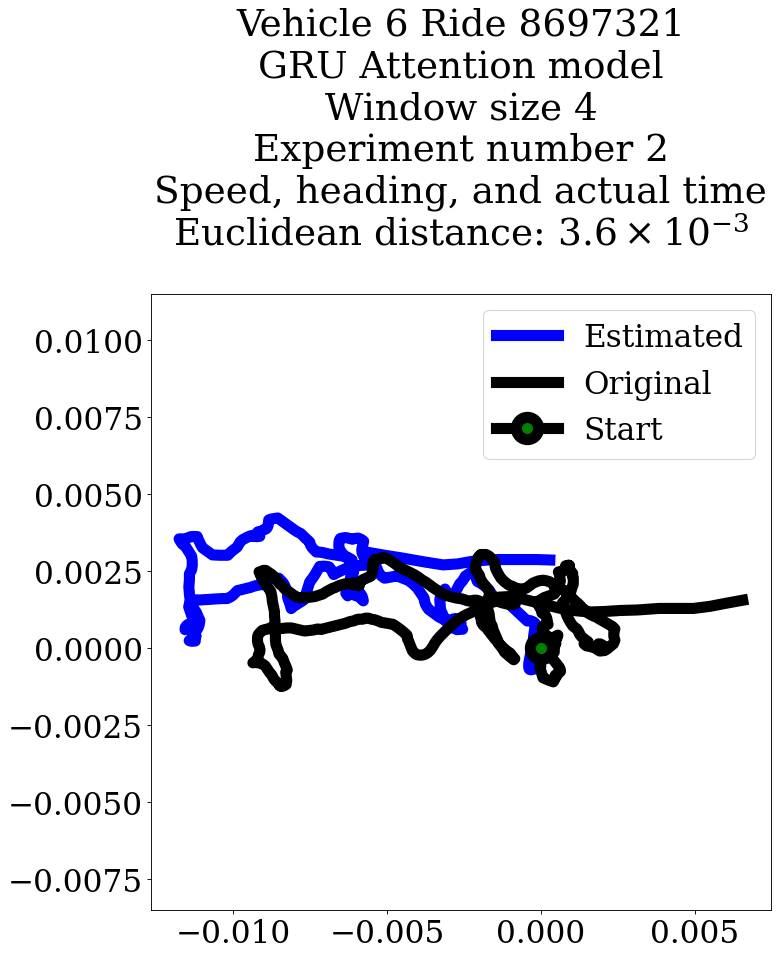 Vehicle 6 Ride 8697321
GRU Attention model
Window size 4
Experiment number 2
Speed, heading, and actual time
Euclidean distance: 3.6 × 10⁻³
Estimated
Original
Start
0.0100
0.0075
0.0050
0.0025
0.0000
−0.0025
−0.0050
−0.0075
−0.010 −0.005 0.000 0.005